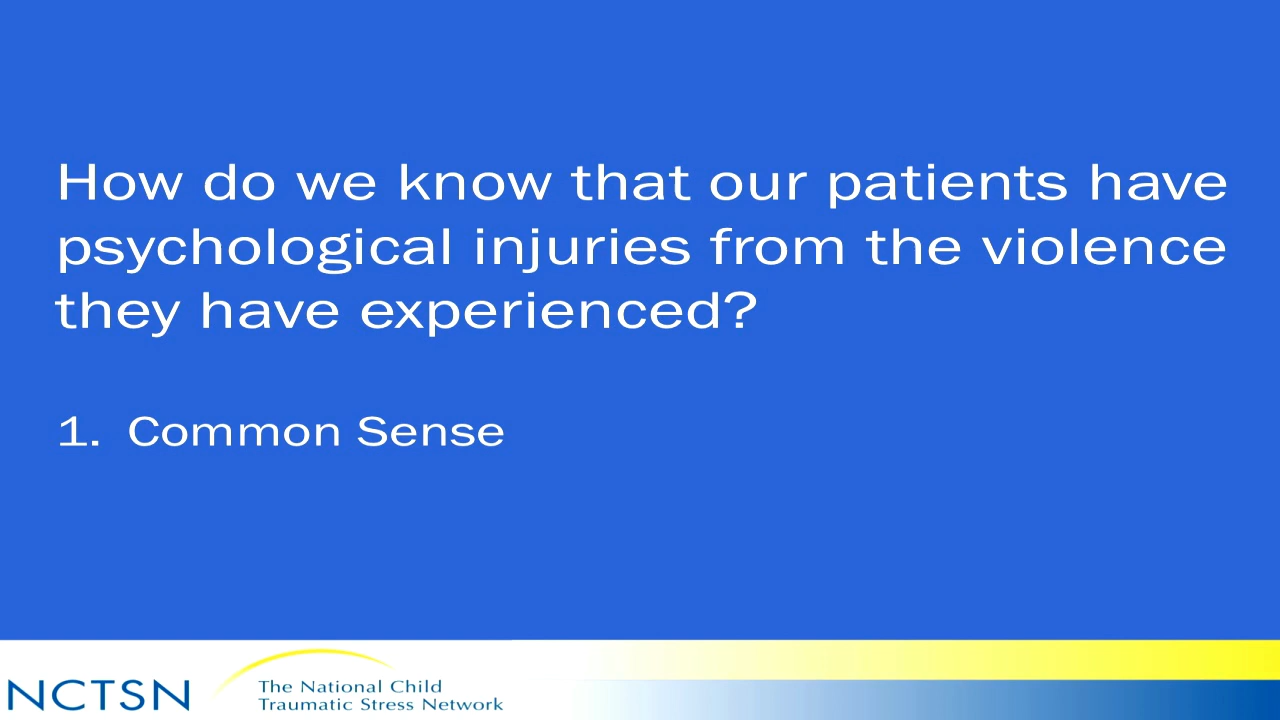 How do we know that our patients have
psychological injuries from the violence
they have experienced?
1. Common Sense
NCTSN
The National Child
Traumatic Stress Network